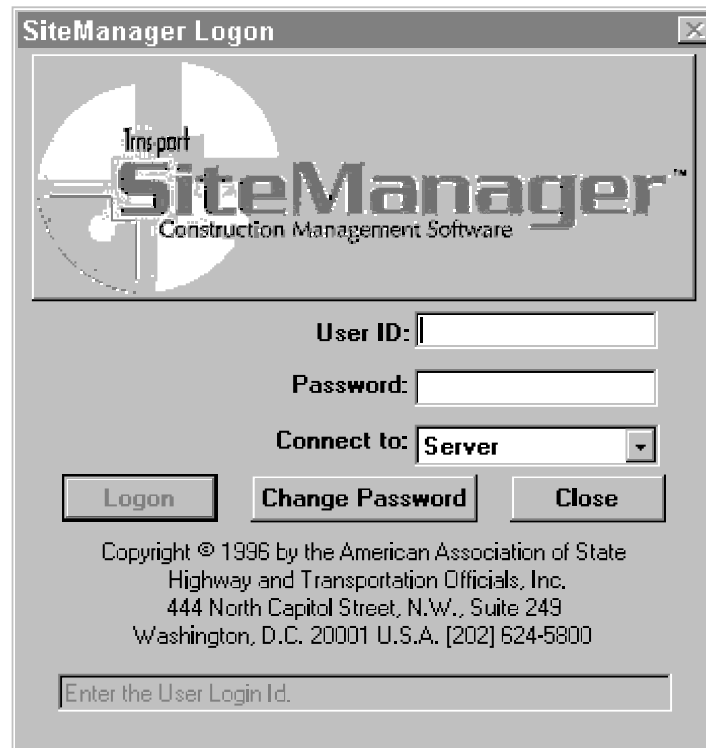 SiteManager Logon
Trns·port
SiteManager™
Construction Management Software
User ID:
Password:
Connect to: Server
Logon Change Password Close
Copyright © 1996 by the American Association of State
Highway and Transportation Officials, Inc.
444 North Capitol Street, N.W., Suite 249
Washington, D.C. 20001 U.S.A. [202] 624-5800
Enter the User Login Id.